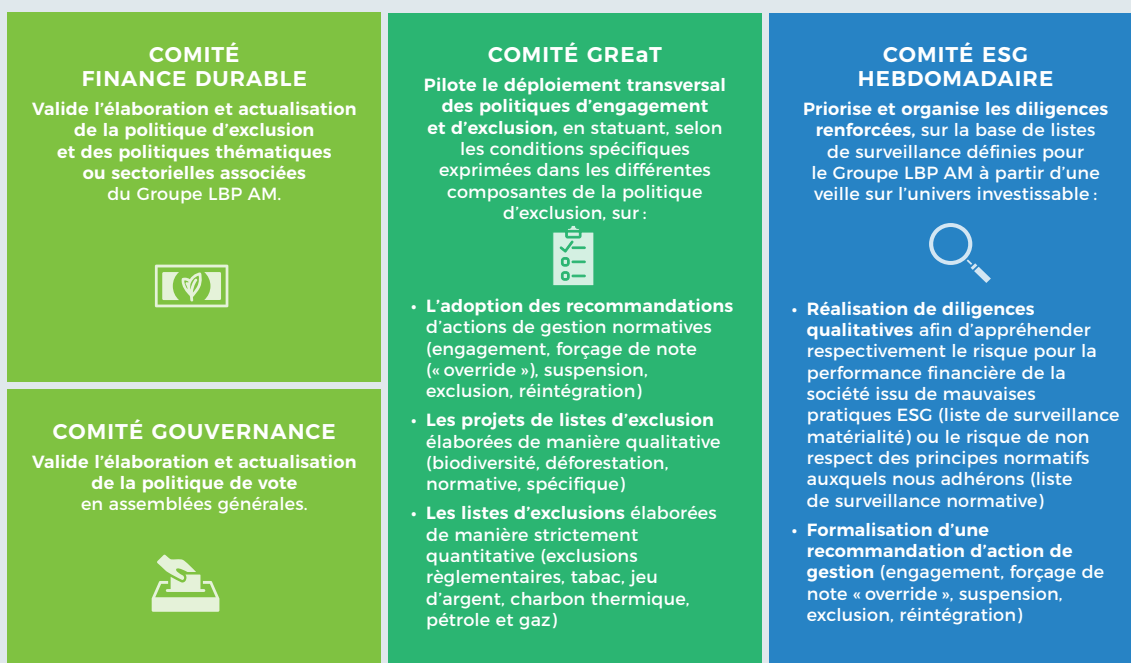 COMITÉ
FINANCE DURABLE
Valide l'élaboration et actualisation
de la politique d'exclusion
et des politiques thématiques
ou sectorielles associées
du Groupe LBP AM.
COMITÉ GOUVERNANCE
Valide l'élaboration et actualisation
de la politique de vote
en assemblées générales.
COMITÉ GREaT
Pilote le déploiement transversal
des politiques d'engagement
et d'exclusion, en statuant, selon
les conditions spécifiques
exprimées dans les différentes
composantes de la politique
d'exclusion, sur :
• L'adoption des recommandations
d'actions de gestion normatives
(engagement, forçage de note
(« override »), suspension,
exclusion, réintégration)
• Les projets de listes d'exclusion
élaborées de manière qualitative
(biodiversité, déforestation,
normative, spécifique)
• Les listes d'exclusions élaborées
de manière strictement
quantitative (exclusions
règlementaires, tabac, jeu
d'argent, charbon thermique,
pétrole et gaz)
COMITÉ ESG
HEBDOMADAIRE
Priorise et organise les diligences
renforcées, sur la base de listes
de surveillance définies pour
le Groupe LBP AM à partir d'une
veille sur l'univers investissable :
• Réalisation de diligences
qualitatives afin d'appréhender
respectivement le risque pour la
performance financière de la
société issu de mauvaises
pratiques ESG (liste de surveillance
matérialité) ou le risque de non
respect des principes normatifs
auxquels nous adhérons (liste
de surveillance normative)
• Formalisation d'une
recommandation d'action de
gestion (engagement, forçage de
note « override », suspension,
exclusion, réintégration)